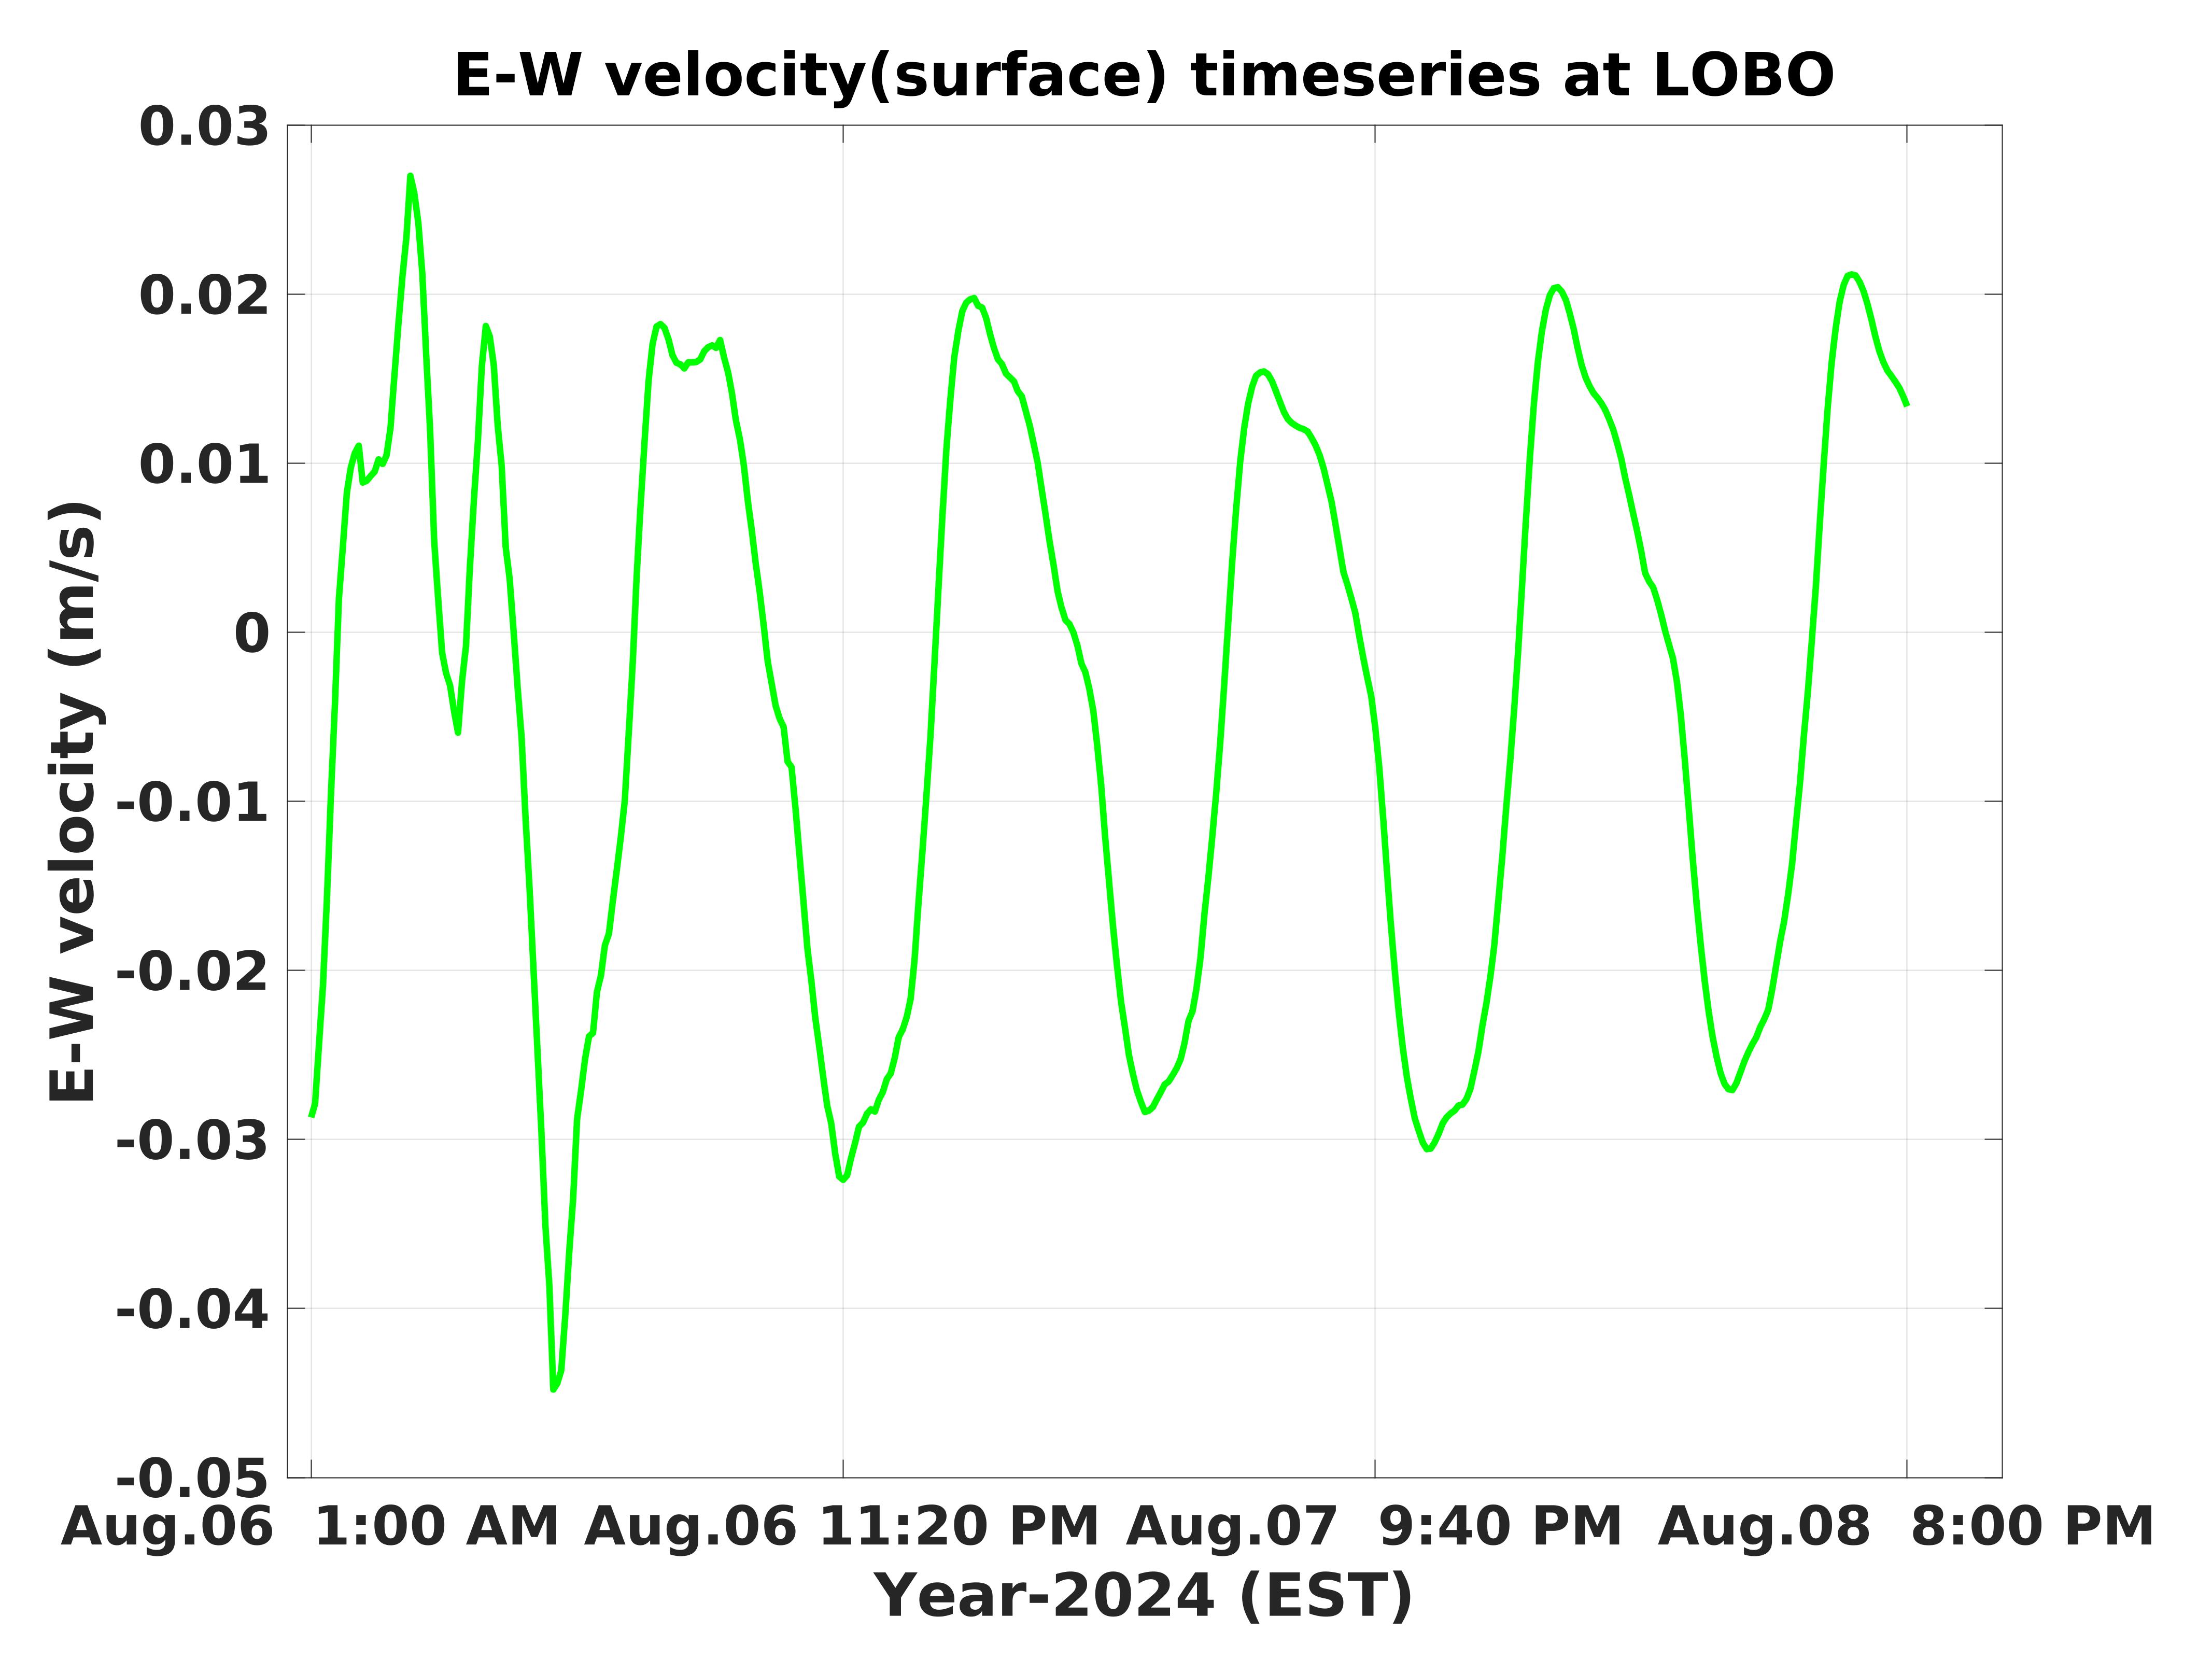 E-W velocity(surface) timeseries at LOBO
0.03
0.02
0.01
0
-0.01
-0.02
-0.03
-0.04
-0.05
E-W velocity (m/s)
Aug.06 1:00 AM Aug.06 11:20 PM Aug.07 9:40 PM Aug.08 8:00 PM
Year-2024 (EST)